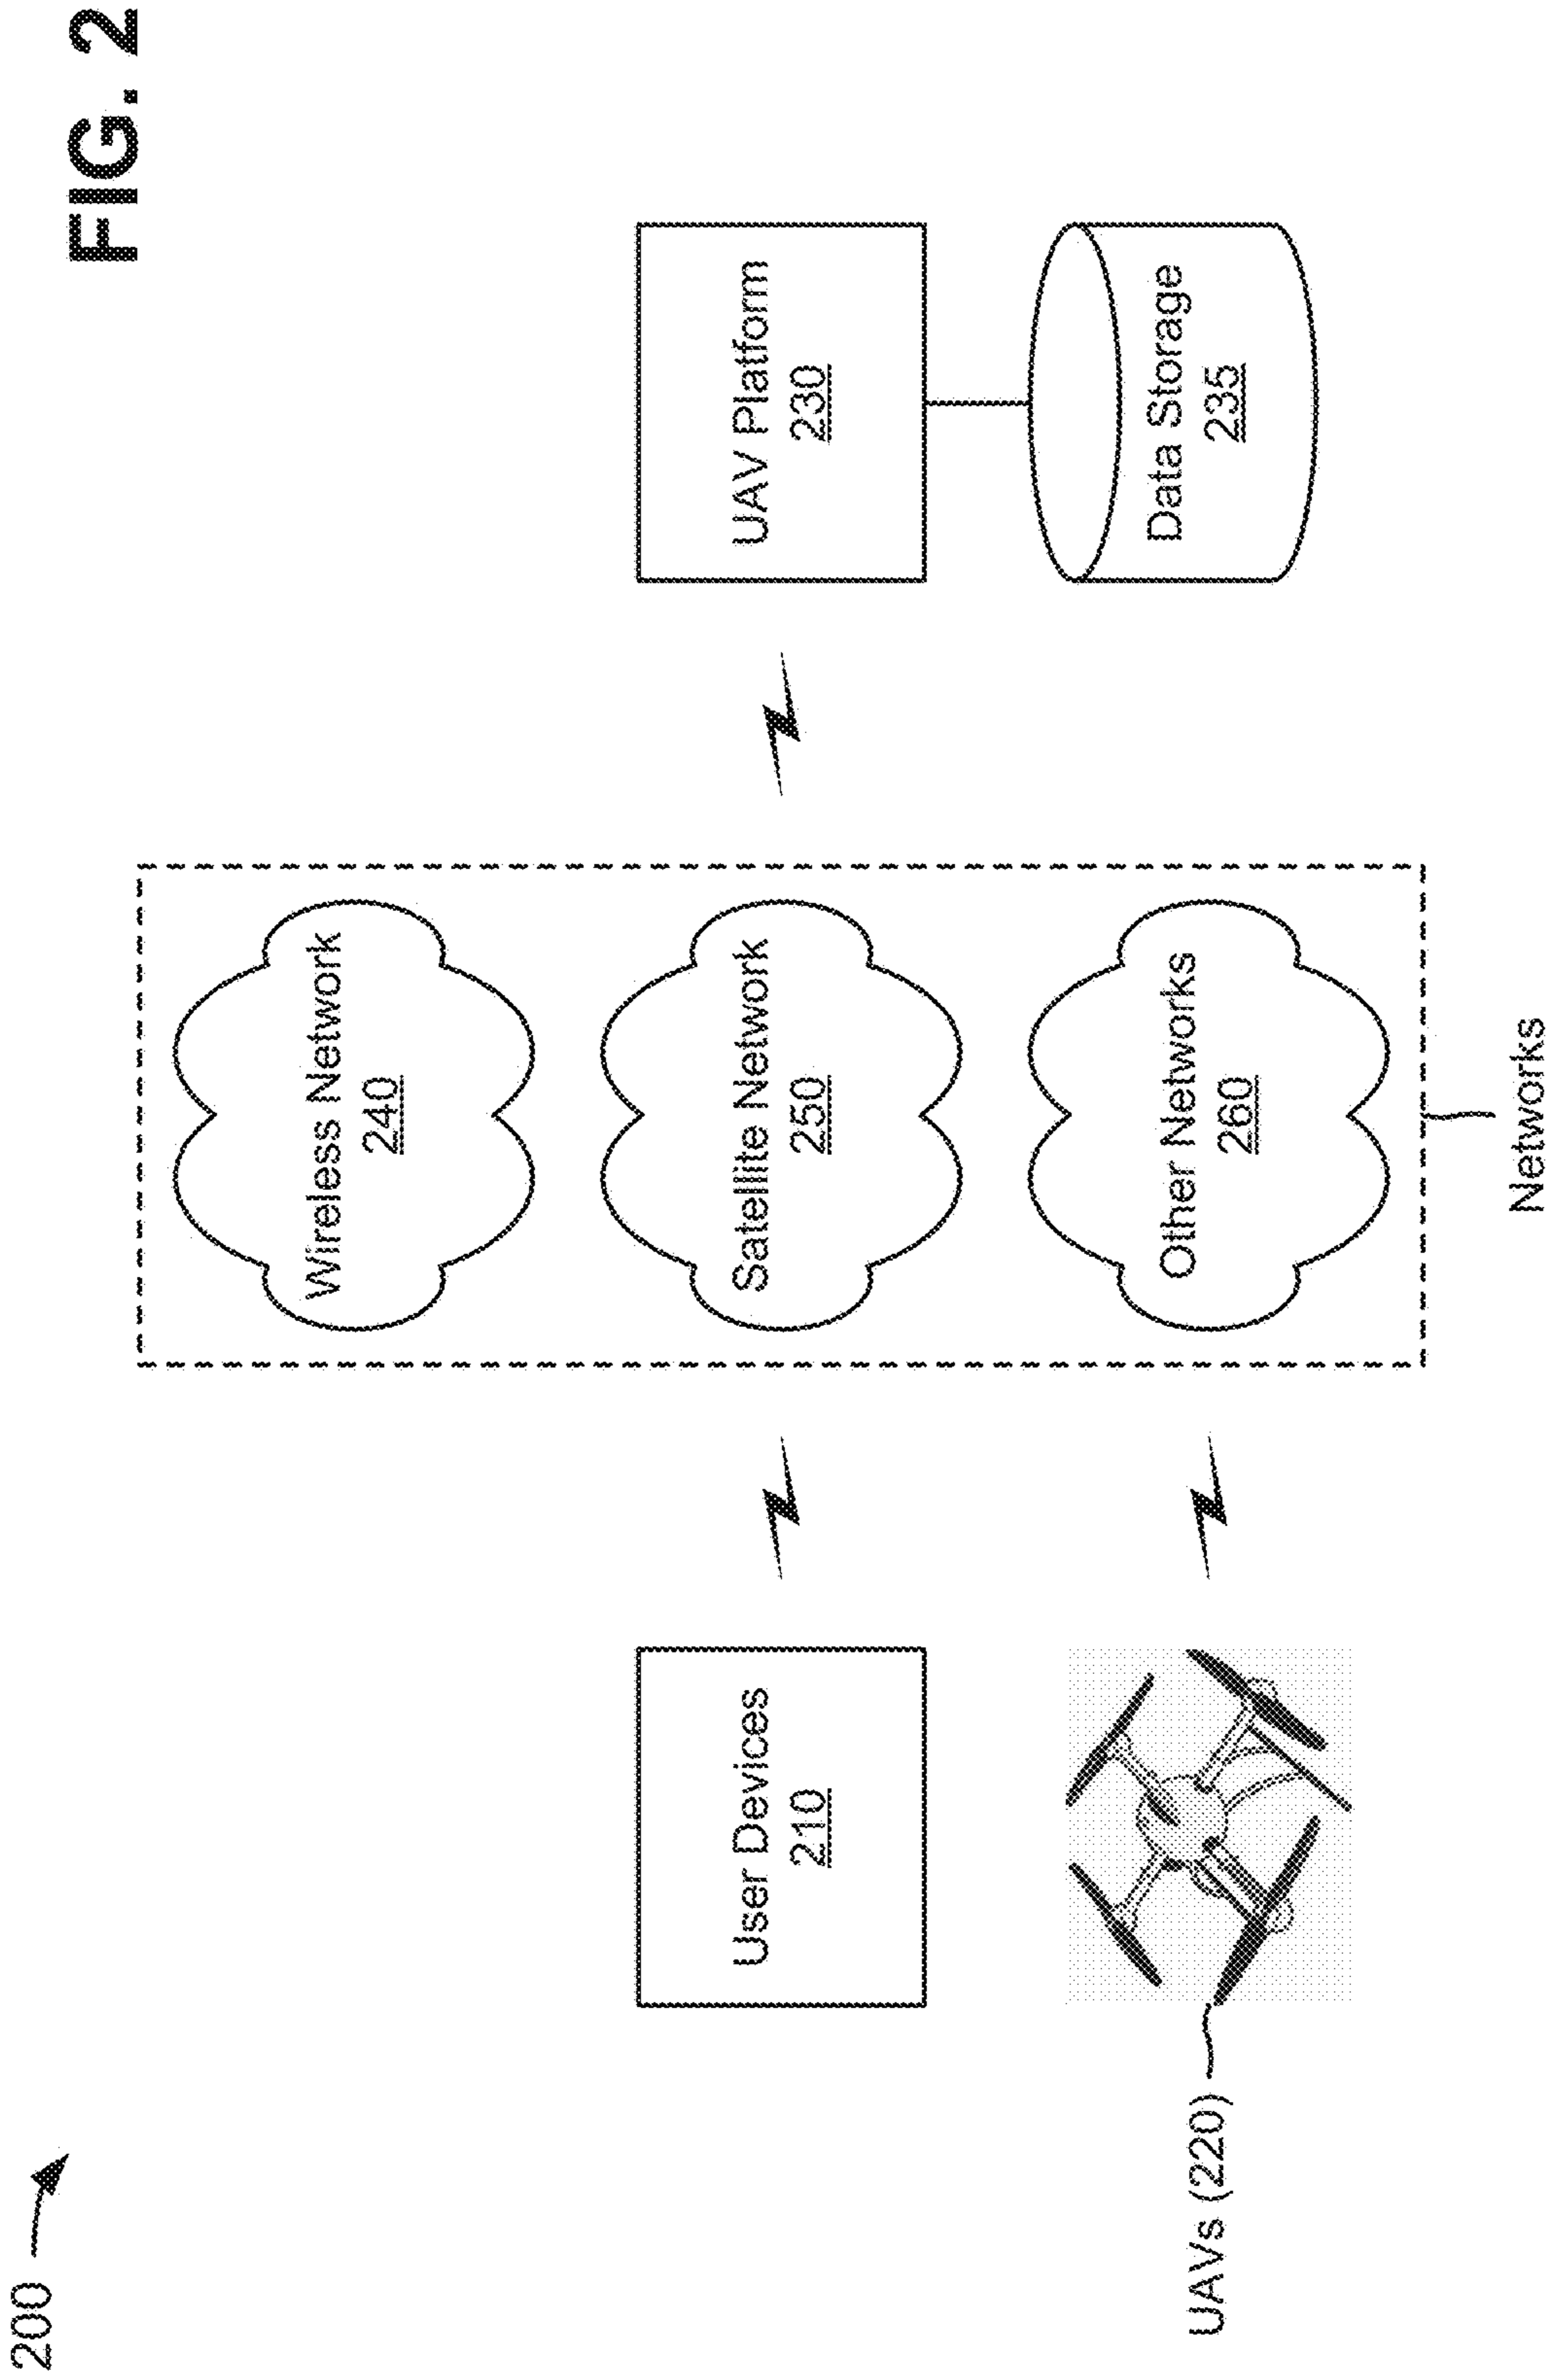 FIG. 2
200
Wireless Network
240
User Devices
210
Satellite Network
250
UAV Platform
230
UAVs (220)
Other Networks
260
Data Storage
235
Networks